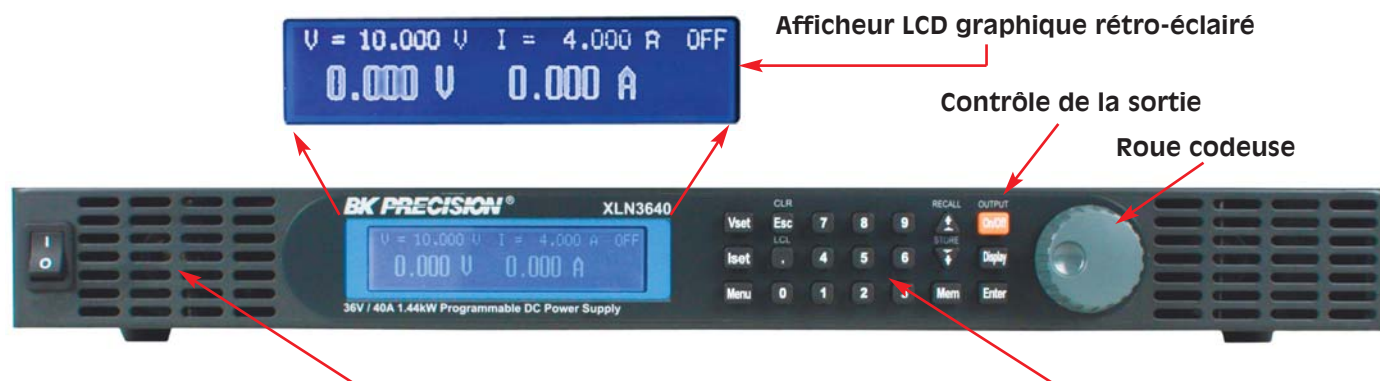 V = 10.000 V I = 4.000 A OFF
0.000 V 0.000 A
Afficheur LCD graphique rétro-éclairé
Contrôle de la sortie
Roue codeuse
BK PRECISION®
XLN3640
V = 10.000 V I = 4.000 A OFF
0.000 V 0.000 A
36V / 40A 1.44kW Programmable DC Power Supply
I
O
CLR RECALL OUTPUT
Vset Esc 7 8 9 On/Off
LCL STORE
Iset . 4 5 6 Display
Menu 0 1 2 3 Mem Enter